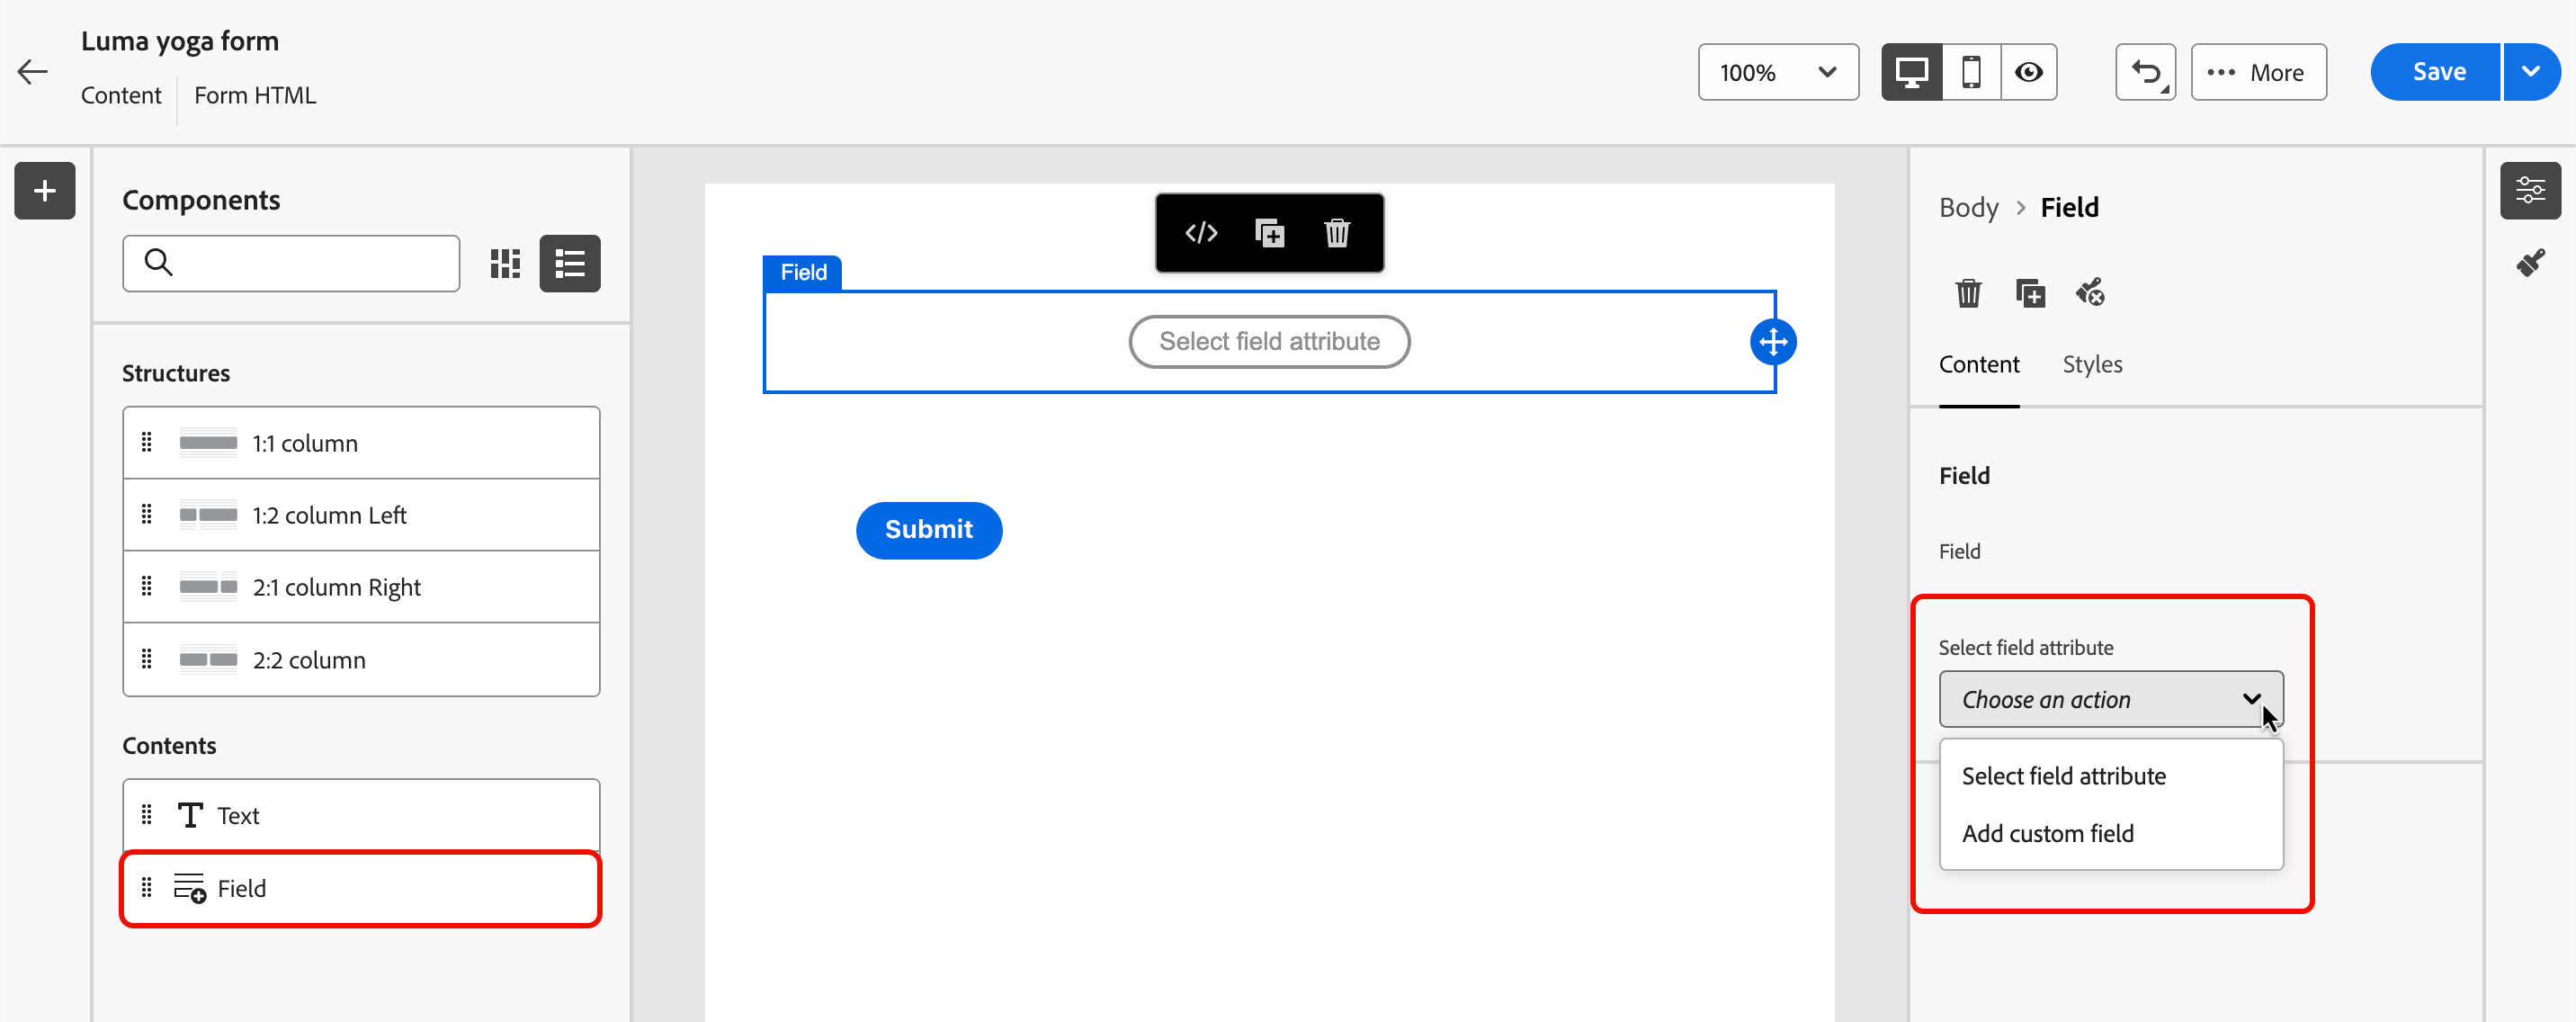 Luma yoga form
Content
Form HTML
100%
More
Save
Components
Structures
1:1 column
1:2 column Left
2:1 column Right
2:2 column
Contents
Text
Field
Field
Select field attribute
Submit
Body > Field
Content
Styles
Field
Field
Select field attribute
Choose an action
Select field attribute
Add custom field